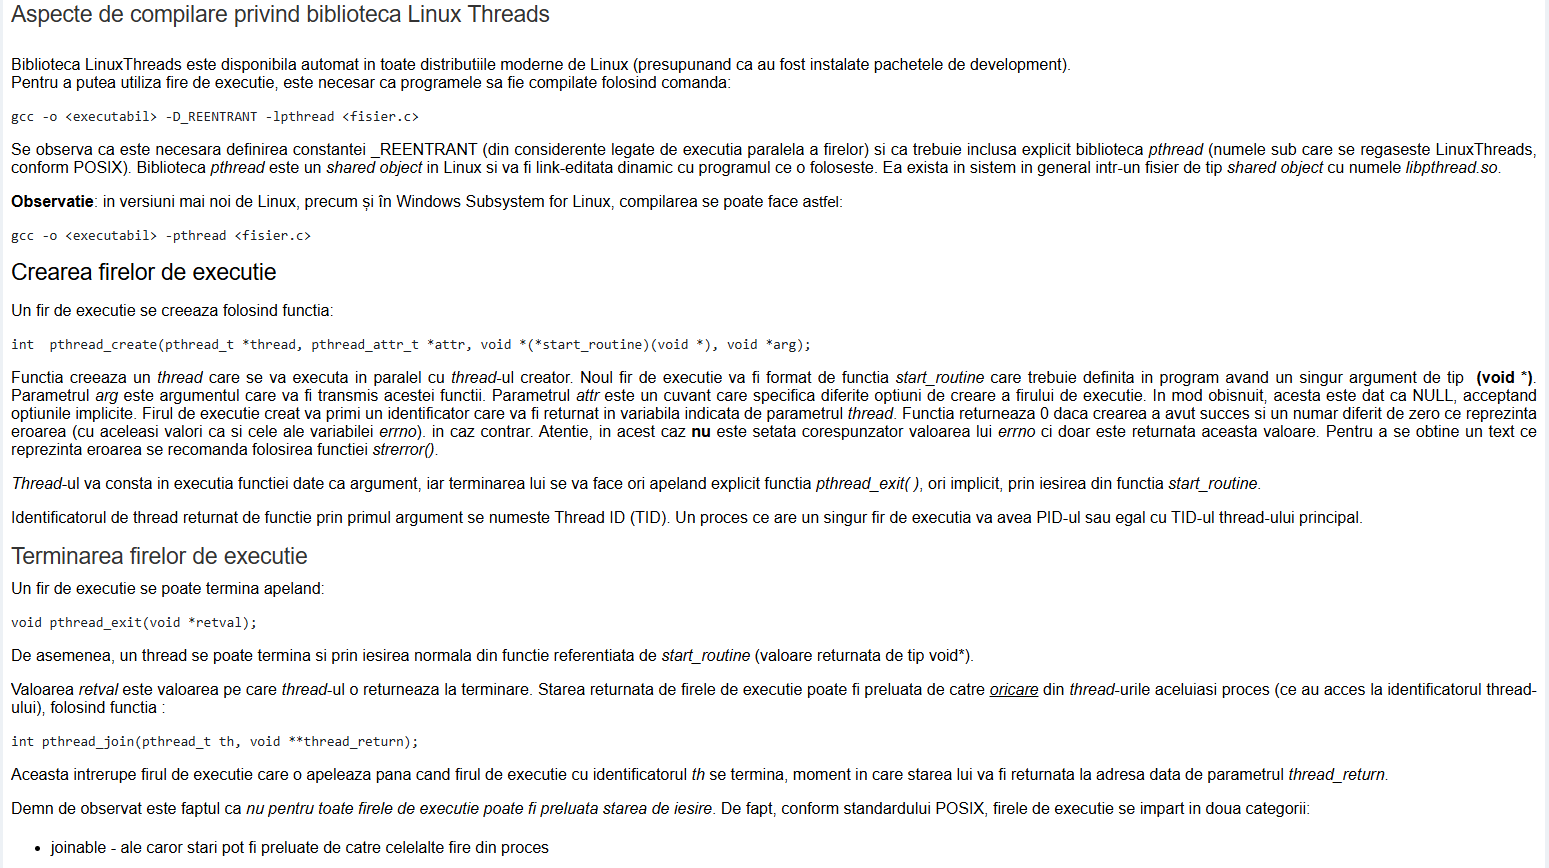 Aspecte de compilare privind biblioteca Linux Threads
Biblioteca LinuxThreads este disponibila automat in toate distributiile moderne de Linux (presupunand ca au fost instalate pachetele de development).
Pentru a putea utiliza fire de executie, este necesar ca programele sa fie compilate folosind comanda:
gcc -o <executabil> -D_REENTRANT -lpthread <fisier.c>
Se observa ca este necesara definirea constantei _REENTRANT (din considerente legate de executia paralela a firelor) si ca trebuie inclusa explicit biblioteca pthread (numele sub care se regaseste LinuxThreads,
conform POSIX). Biblioteca pthread este un shared object in Linux si va fi link-editata dinamic cu programul ce o foloseste. Ea exista in sistem in general intr-un fisier de tip shared object cu numele libpthread.so.
Observatie: in versiuni mai noi de Linux, precum și în Windows Subsystem for Linux, compilarea se poate face astfel:
gcc -o <executabil> -pthread <fisier.c>
Crearea firelor de executie
Un fir de executie se creeaza folosind functia:
int  pthread_create(pthread_t *thread, pthread_attr_t *attr, void *(*start_routine)(void *), void *arg);
Functia creeaza un thread care se va executa in paralel cu thread-ul creator. Noul fir de executie va fi format de functia start_routine care trebuie definita in program avand un singur argument de tip  (void *).
Parametrul arg este argumentul care va fi transmis acestei functii. Parametrul attr este un cuvant care specifica diferite optiuni de creare a firului de executie. In mod obisnuit, acesta este dat ca NULL, acceptand
optiunile implicite. Firul de executie creat va primi un identificator care va fi returnat in variabila indicata de parametrul thread. Functia returneaza 0 daca crearea a avut succes si un numar diferit de zero ce reprezinta
eroarea (cu aceleasi valori ca si cele ale variabilei errno). in caz contrar. Atentie, in acest caz nu este setata corespunzator valoarea lui errno ci doar este returnata aceasta valoare. Pentru a se obtine un text ce
reprezinta eroarea se recomanda folosirea functiei strerror().
Thread-ul va consta in executia functiei date ca argument, iar terminarea lui se va face ori apeland explicit functia pthread_exit( ), ori implicit, prin iesirea din functia start_routine.
Identificatorul de thread returnat de functie prin primul argument se numeste Thread ID (TID). Un proces ce are un singur fir de executia va avea PID-ul sau egal cu TID-ul thread-ului principal.
Terminarea firelor de executie
Un fir de executie se poate termina apeland:
void pthread_exit(void *retval);
De asemenea, un thread se poate termina si prin iesirea normala din functie referentiata de start_routine (valoare returnata de tip void*).
Valoarea retval este valoarea pe care thread-ul o returneaza la terminare. Starea returnata de firele de executie poate fi preluata de catre oricare din thread-urile aceluiasi proces (ce au acces la identificatorul thread-
ului), folosind functia :
int pthread_join(pthread_t th, void **thread_return);
Aceasta intrerupe firul de executie care o apeleaza pana cand firul de executie cu identificatorul th se termina, moment in care starea lui va fi returnata la adresa data de parametrul thread_return.
Demn de observat este faptul ca nu pentru toate firele de executie poate fi preluata starea de iesire. De fapt, conform standardului POSIX, firele de executie se impart in doua categorii:
• joinable - ale caror stari pot fi preluate de catre celelalte fire din proces